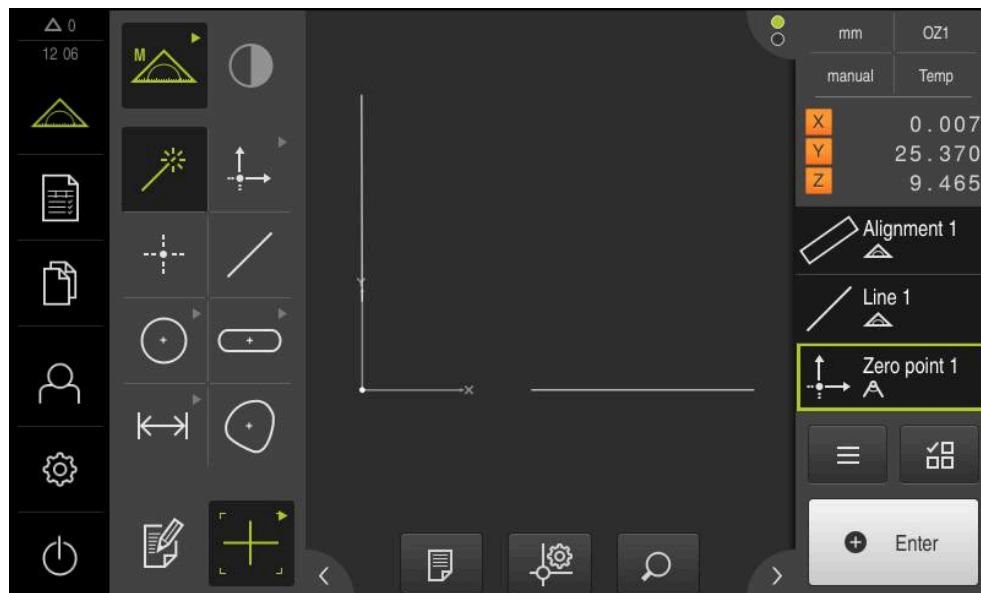 0
12 06
M
Y
X
mm OZ1
manual Temp
X 0.007
Y 25.370
Z 9.465
Alignment 1
Line 1
Zero point 1
Enter